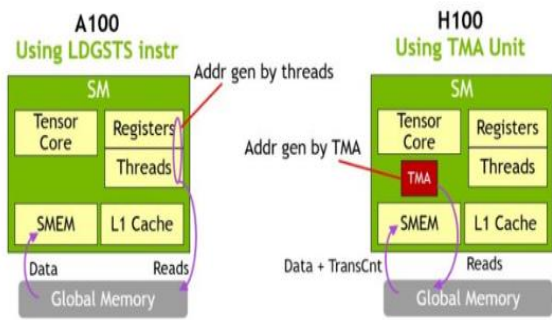 A100
Using LDGSTS instr
Addr gen by threads
SM
Tensor
Core
Registers
Threads
SMEM
L1 Cache
Data
Reads
Global Memory
H100
Using TMA Unit
Addr gen by TMA
SM
Tensor
Core
Registers
Threads
TMA
SMEM
L1 Cache
Data + TransCnt
Reads
Global Memory